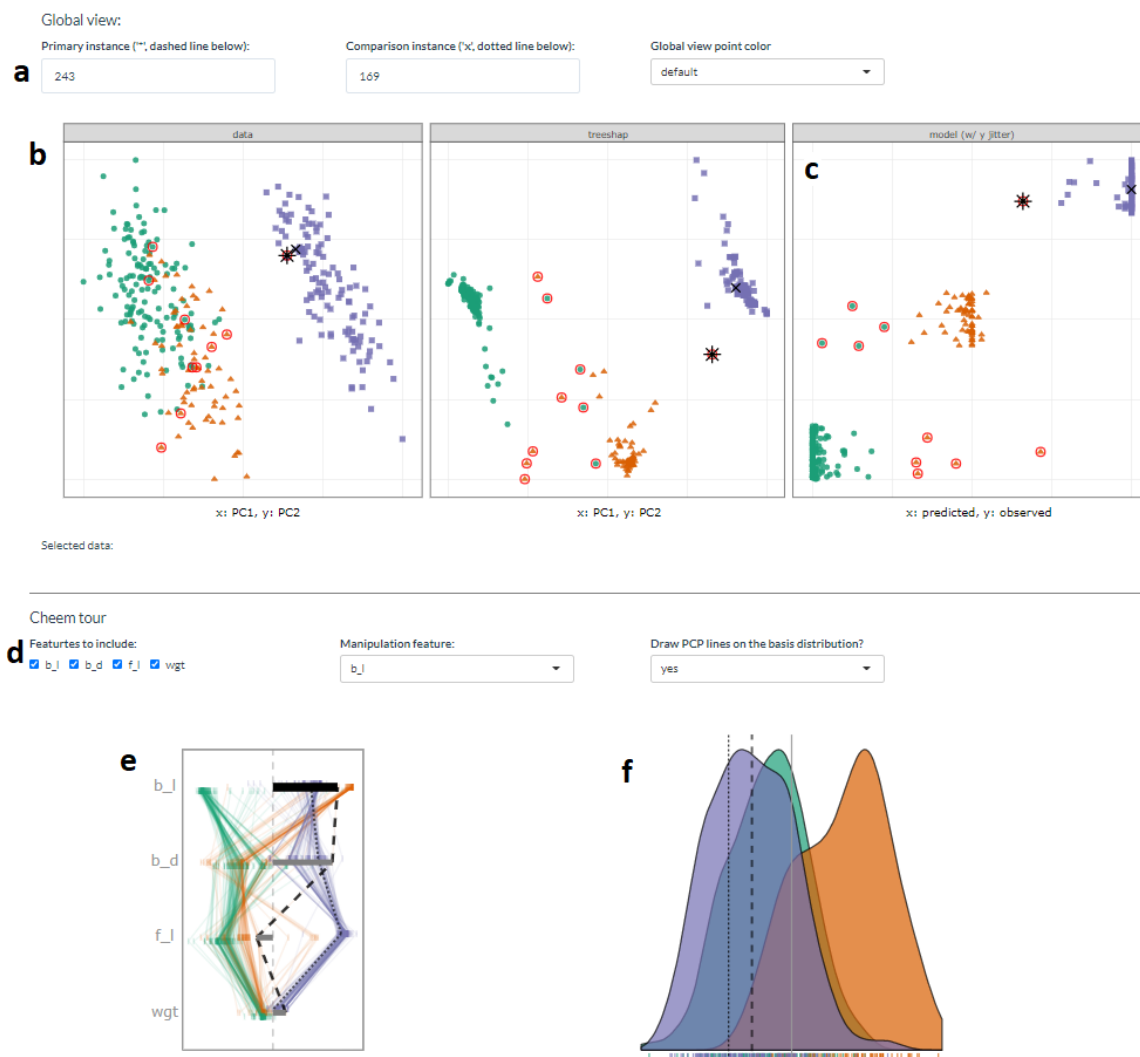 Global view:
Primary instance ('*', dashed line below):
Comparison instance ('x', dotted line below):
Global view point color
a
243
169
default
data
treeshap
model (w/ y jitter)
b
c
x: PC1, y: PC2
x: PC1, y: PC2
x: predicted, y: observed
Selected data:
Cheem tour
d
Featurtes to include:
Manipulation feature:
Draw PCP lines on the basis distribution?
b_l b_d f_l wgt
b_l
yes
e
f
b_l
b_d
f_l
wgt